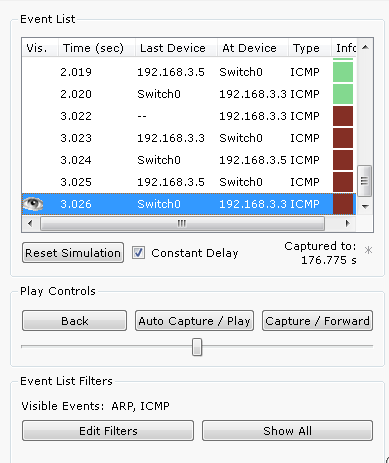 Event List
Vis. Time (sec) Last Device At Device Type Info
2.019 192.168.3.5 Switch0 ICMP
2.020 Switch0 192.168.3.3 ICMP
3.022 -- 192.168.3.3 ICMP
3.023 192.168.3.3 Switch0 ICMP
3.024 Switch0 192.168.3.5 ICMP
3.025 192.168.3.5 Switch0 ICMP
3.026 Switch0 192.168.3.3 ICMP
Reset Simulation Constant Delay Captured to: *
176.775 s
Play Controls
Back Auto Capture / Play Capture / Forward
Event List Filters
Visible Events: ARP, ICMP
Edit Filters Show All